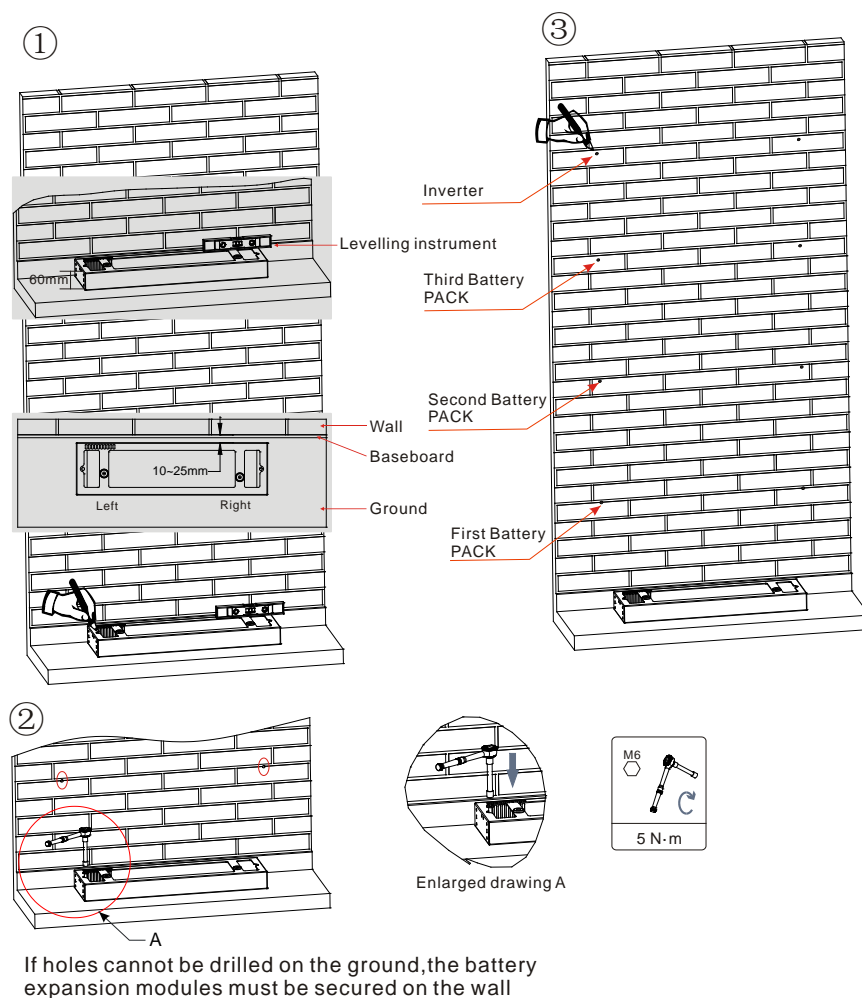 ①
Levelling instrument
60mm
Wall
Baseboard
10~25mm
Left
Right
Ground
③
Inverter
Third Battery
PACK
Second Battery
PACK
First Battery
PACK
②
A
Enlarged drawing A
M6
5 N·m
If holes cannot be drilled on the ground,the battery
expansion modules must be secured on the wall